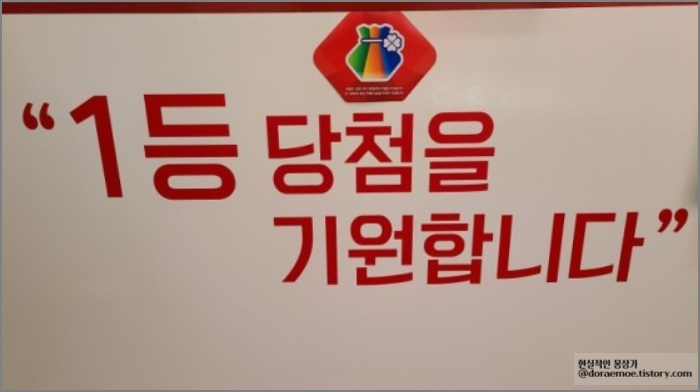 “1등 당첨을
기원합니다”
현실적인 몽상가
@doraemoe.tistory.com